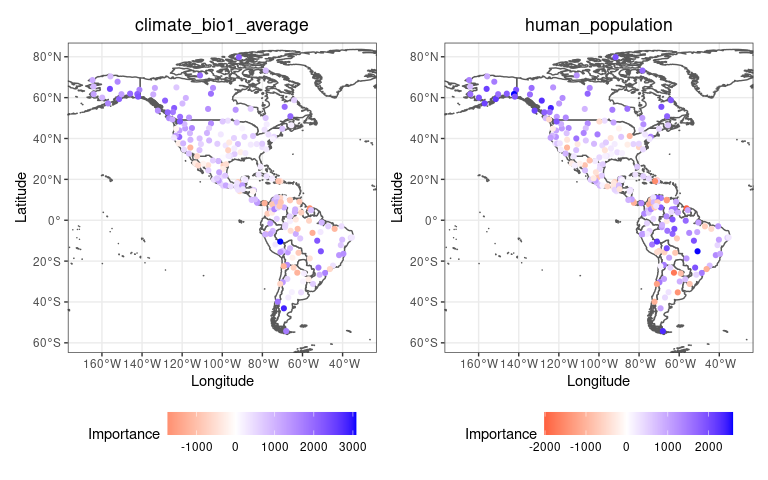 climate_bio1_average
human_population
80°N
60°N
40°N
20°N
0°
20°S
40°S
60°S
Latitude
160°W
140°W
120°W
100°W
80°W
60°W
40°W
Longitude
80°N
60°N
40°N
20°N
0°
20°S
40°S
60°S
Latitude
160°W
140°W
120°W
100°W
80°W
60°W
40°W
Longitude
Importance
-1000
0
1000
2000
3000
Importance
-2000
-1000
0
1000
2000